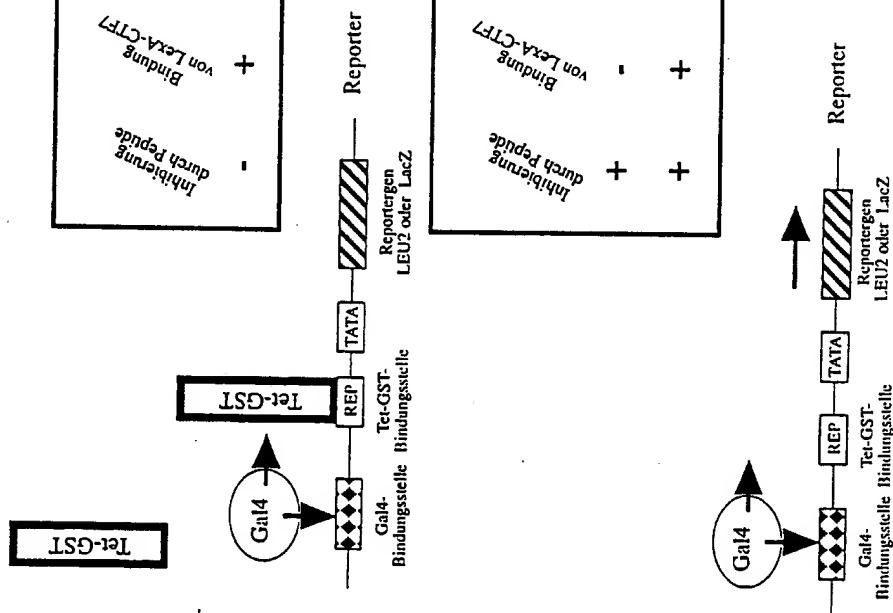 Inhibierung
durch Peptide
Bindung
von LexA-CTF7
-
+
Tet-GST
Tet-GST
Gal4
REP
TATA
Gal4-
Bindungsstelle
Tet-GST-
Bindungsstelle
Reportergen
LEU2 oder LacZ
Reporter
Inhibierung
durch Peptide
Bindung
von LexA-CTF7
+
-
+
+
Gal4
REP
TATA
Gal4-
Bindungsstelle
Tet-GST-
Bindungsstelle
Reportergen
LEU2 oder LacZ
Reporter